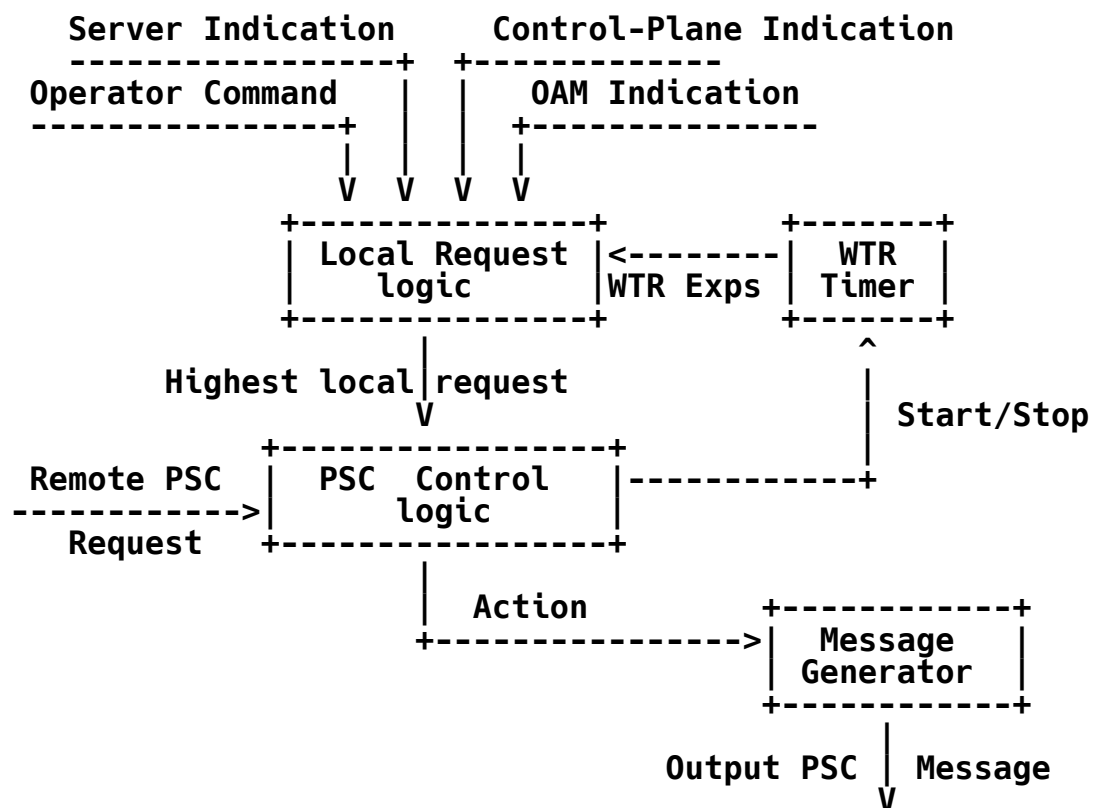 Server Indication Control-Plane Indication
Operator Command OAM Indication
Local Request WTR
logic WTR Exps Timer
Highest local request
Start/Stop
Remote PSC PSC Control
logic
Request
Action
Message
Generator
Output PSC Message